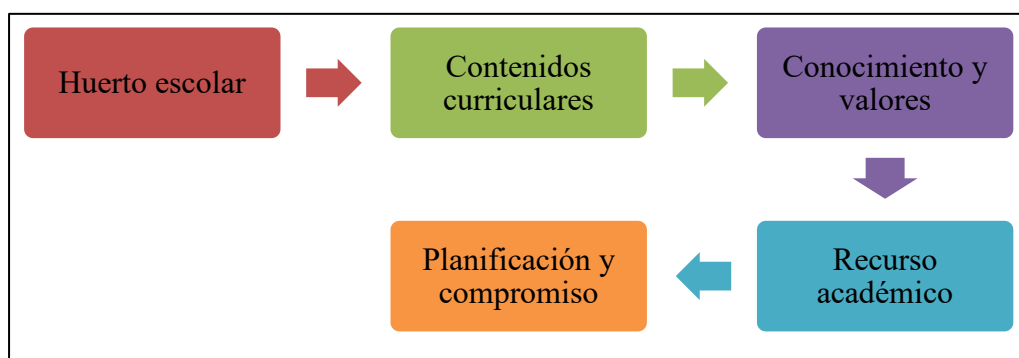 Huerto escolar
Contenidos
curriculares
Conocimiento y
valores
Recurso
académico
Planificación y
compromiso